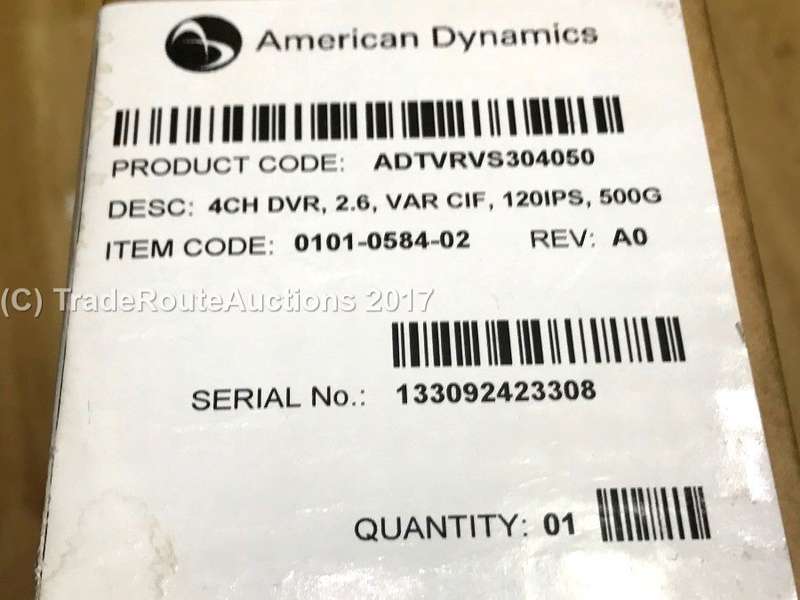 American Dynamics
PRODUCT CODE: ADTVRVS304050
DESC: 4CH DVR, 2.6, VAR CIF, 120IPS, 500G
ITEM CODE: 0101-0584-02 REV: A0
(C) TradeRouteAuctions 2017
SERIAL No.: 133092423308
QUANTITY: 01